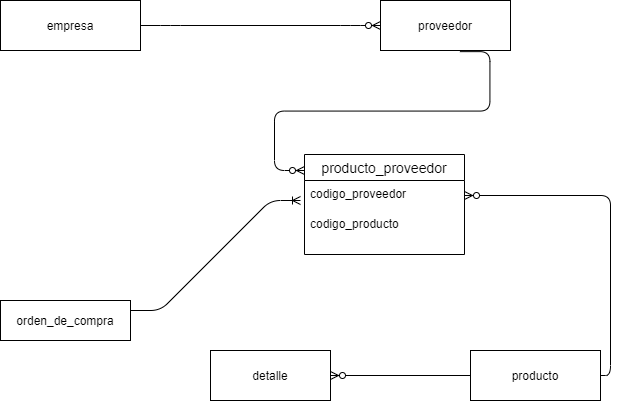 empresa
proveedor
producto_proveedor
codigo_proveedor
codigo_producto
orden_de_compra
detalle
producto